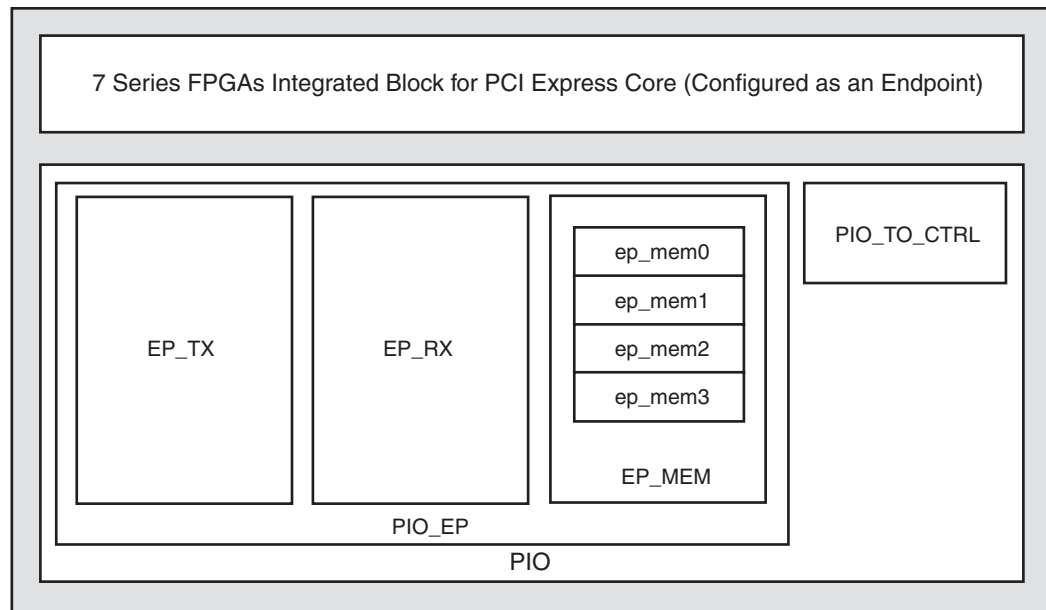 7 Series FPGAs Integrated Block for PCI Express Core (Configured as an Endpoint)
EP_TX
EP_RX
ep_mem0
ep_mem1
ep_mem2
ep_mem3
EP_MEM
PIO_TO_CTRL
PIO_EP
PIO